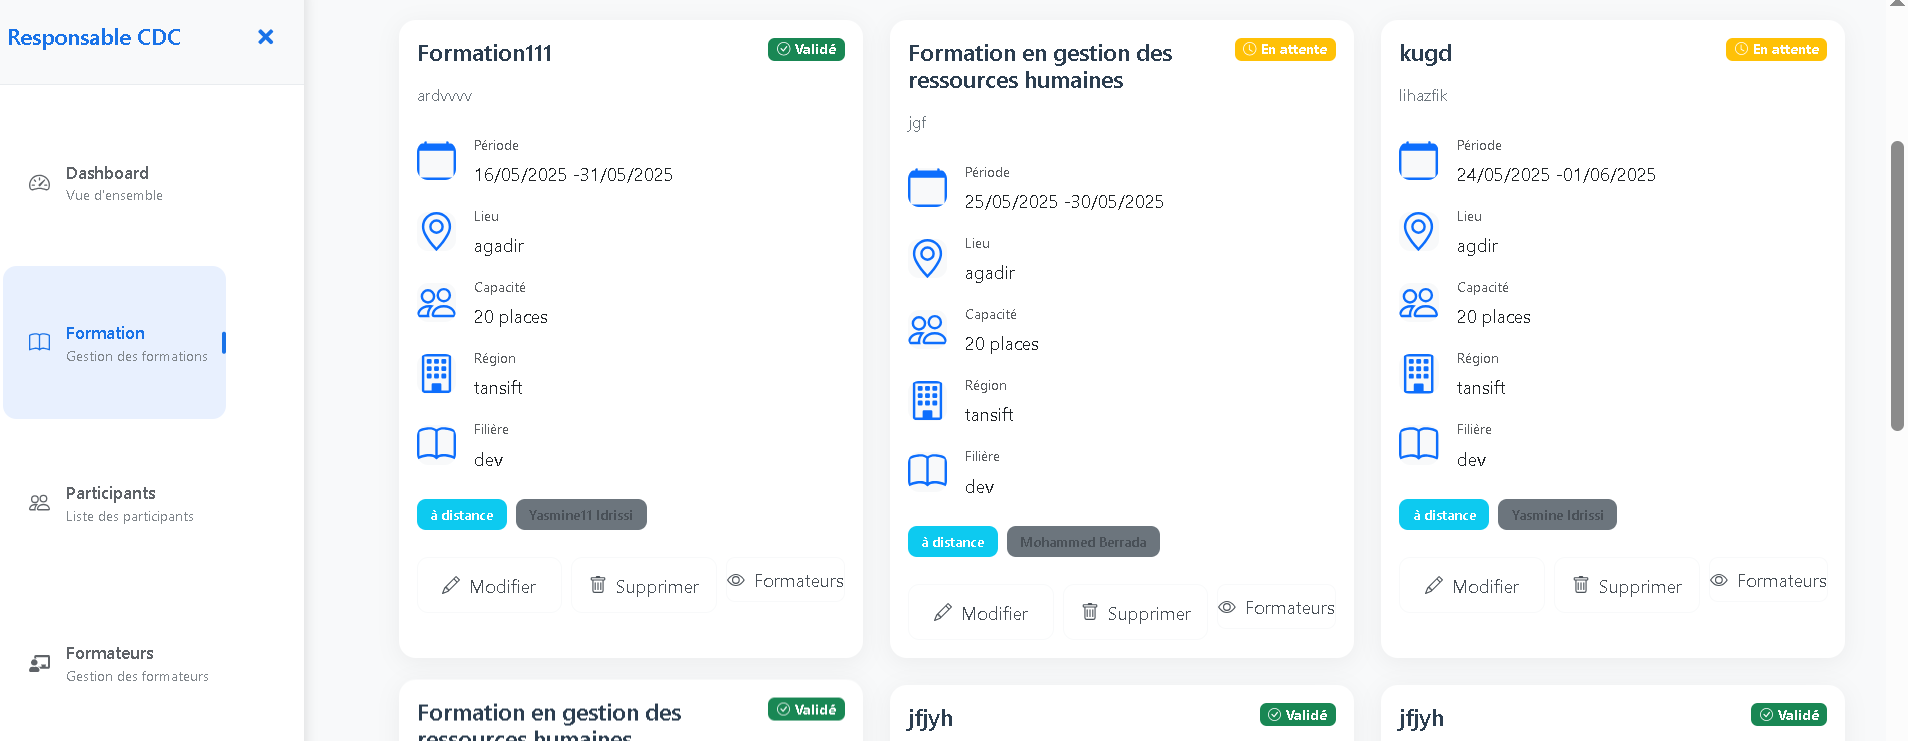 Responsable CDC
Dashboard
Vue d'ensemble
Formation
Gestion des formations
Participants
Liste des participants
Formateurs
Gestion des formateurs
Formation111
Validé
ardvvvv
Période
16/05/2025 -31/05/2025
Lieu
agadir
Capacité
20 places
Région
tansift
Filière
dev
à distance
Yasmine11 Idrissi
Modifier
Supprimer
Formateurs
Formation en gestion des
ressources humaines
En attente
jgf
Période
25/05/2025 -30/05/2025
Lieu
agadir
Capacité
20 places
Région
tansift
Filière
dev
à distance
Mohammed Berrada
Modifier
Supprimer
Formateurs
kugd
En attente
lihazfik
Période
24/05/2025 -01/06/2025
Lieu
agdir
Capacité
20 places
Région
tansift
Filière
dev
à distance
Yasmine Idrissi
Modifier
Supprimer
Formateurs
Formation en gestion des
ressources humaines
Validé
jfjyh
Validé
jfjyh
Validé